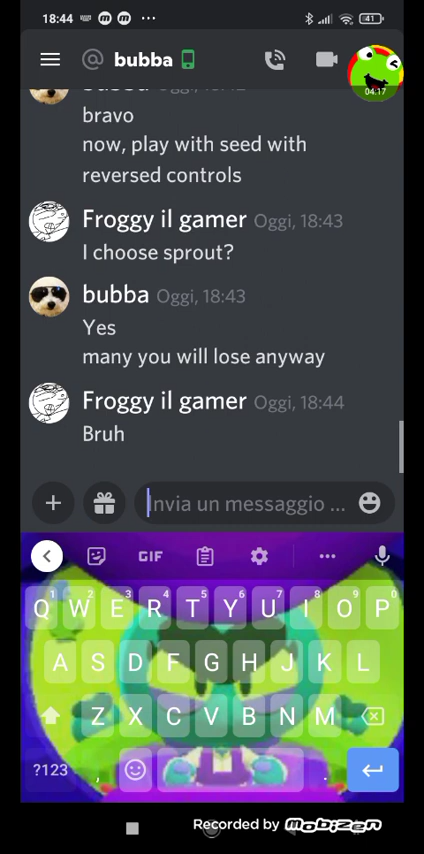 18:44
41
@ bubba
04:17
bravo
now, play with seed with
reversed controls
Froggy il gamer Oggi, 18:43
I choose sprout?
bubba Oggi, 18:43
Yes
many you will lose anyway
Froggy il gamer Oggi, 18:44
Bruh
Invia un messaggio ...
GIF
Q 1 W 2 E 3 R 4 T 5 Y 6 U 7 I 8 O 9 P 0
A S D F G H J K L
Z X C V B N M
?123 , .
Recorded by Mobizen